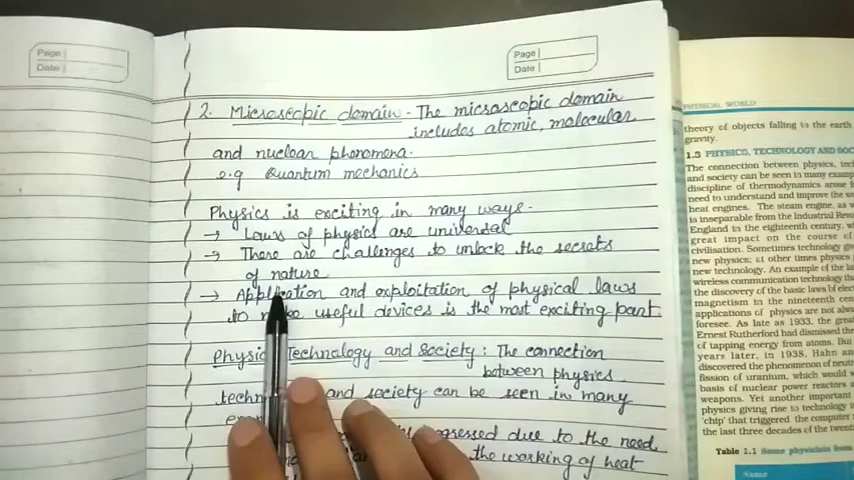 Page
Date
Page
Date
2. Microscopic domain - The microscopic domain
includes atomic, molecular
and nuclear phenomena.
e.g Quantum mechanics
Physics is exciting in many ways.
→ Laws of physics are universal
→ There are challenges to unlock the secrets
of nature
→ Application and exploitation of physical laws
to make useful devices is the most exciting part.
Physics Technology and Society : The connection
between physics
and society can be seen in many
due to the need
the working of heat
PHYSICAL WORLD
theory of objects falling to the earth
gravity.
1.3 PHYSICS, TECHNOLOGY AND SOC
The connection between physics, tech
and society can be seen in many examp
discipline of thermodynamics arose f
need to understand and improve the wo
heat engines. The steam engine, as w
is inseparable from the Industrial Revo
England in the eighteenth century, w
great impact on the course of
civilisation. Sometimes technology giv
new physics; at other times physics
new technology. An example of the la
wireless communication technology
the discovery of the basic laws of elect
magnetism in the nineteenth cen
applications of physics are not alway
foresee. As late as 1933, the great
Ernest Rutherford had dismissed the
of tapping energy from atoms. But
years later, in 1938, Hahn an
discovered the phenomenon of neutr
fission of uranium, which would
basis of nuclear power reactors a
weapons. Yet another important
physics giving rise to technology i
'chip' that triggered the computer
the last three decades of the twenti
Table 1.1 Some physicists from
Name